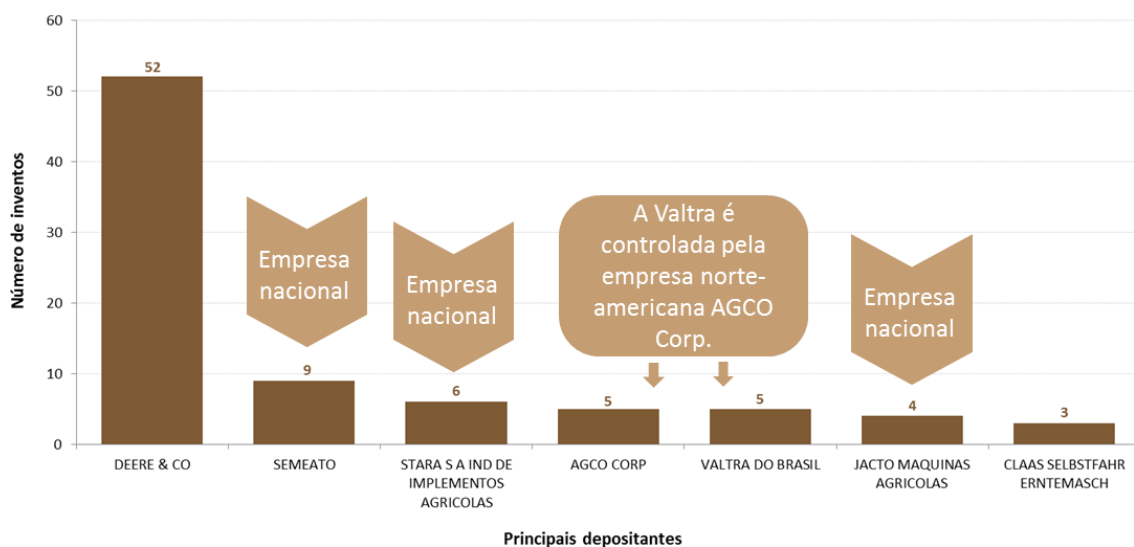 Número de inventos
60
50
40
30
20
10
0
52
9
6
5
5
4
3
Empresa
nacional
Empresa
nacional
A Valtra é
controlada pela
empresa norte-
americana AGCO
Corp.
Empresa
nacional
DEERE & CO
SEMEATO
STARA S A IND DE
IMPLEMENTOS
AGRICOLAS
AGCO CORP
VALTRA DO BRASIL
JACTO MAQUINAS
AGRICOLAS
CLAAS SELBSTFAHR
ERNTEMASCH
Principais depositantes